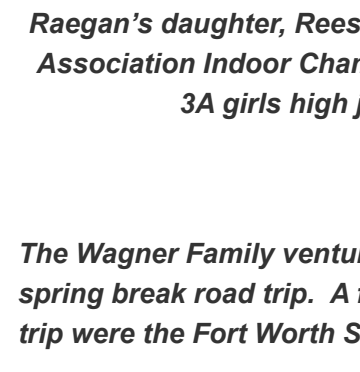 Raegan's daughter, Rees
Association Indoor Cha
3A girls high
The Wagner Family ventu
spring break road trip. A
trip were the Fort Worth S